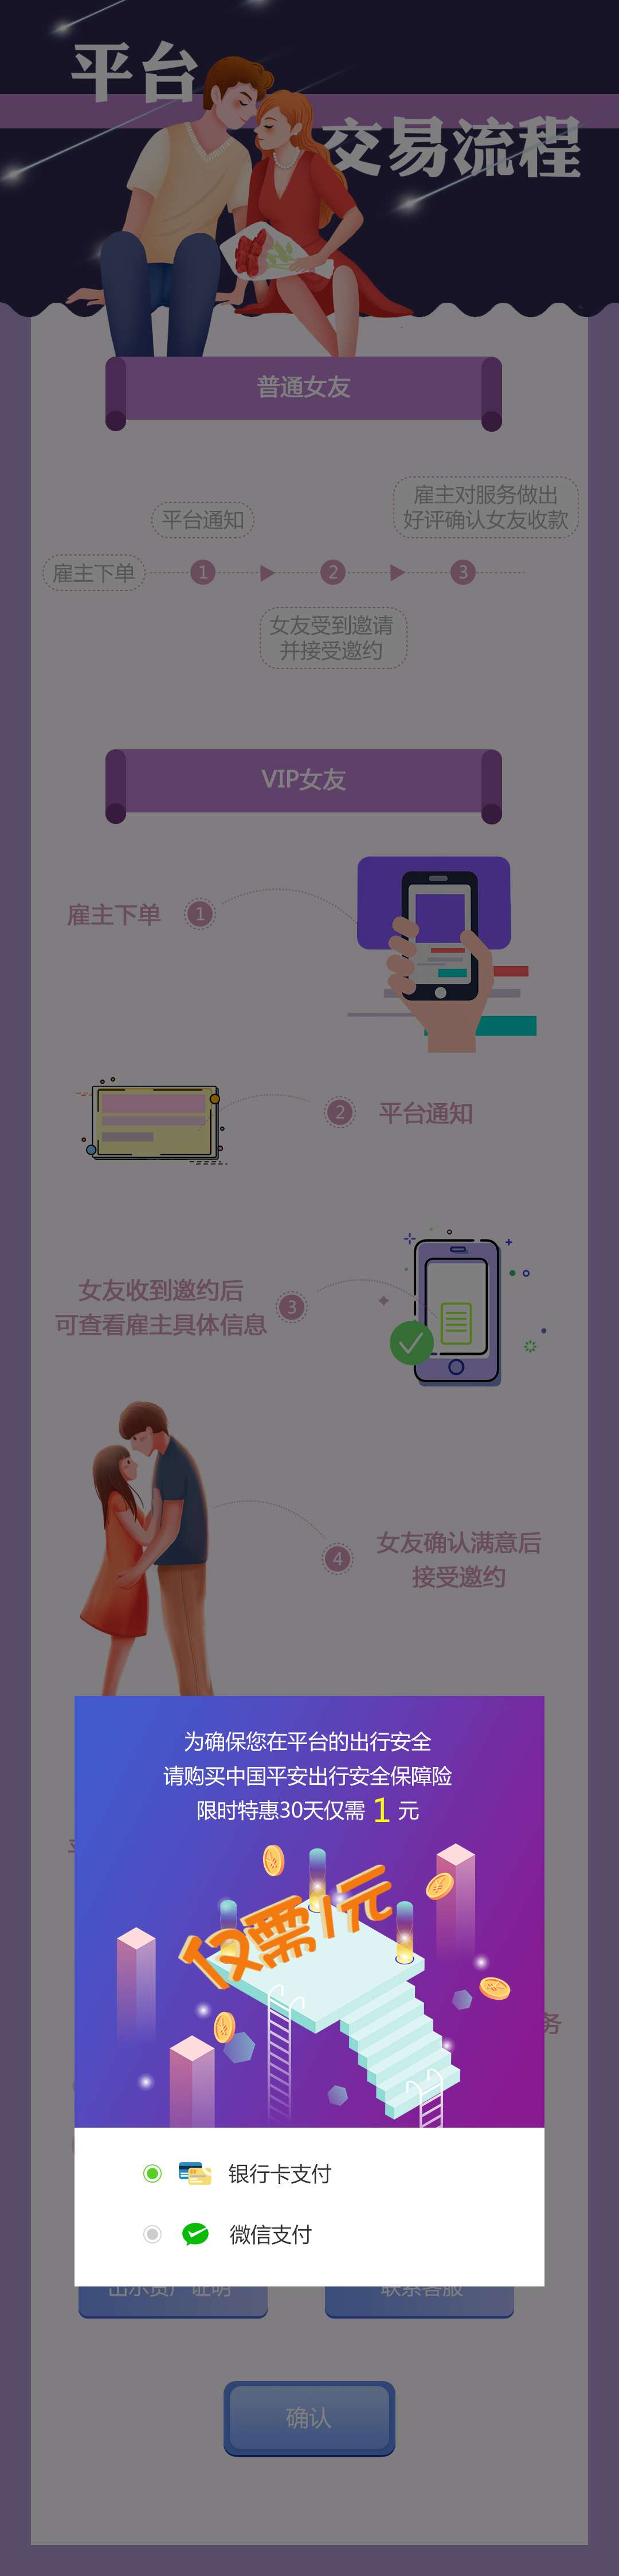 平台
交易流程
普通女友
雇主对服务做出
好评确认女友收款
平台通知
雇主下单
1
2
3
女友受到邀请
并接受邀约
VIP女友
雇主下单
1
2
平台通知
女友收到邀约后
可查看雇主具体信息
3
4
女友确认满意后
接受邀约
为确保您在平台的出行安全
请购买中国平安出行安全保障险
限时特惠30天仅需 1 元
仅需1元
务
银行卡支付
微信支付
出示资产证明
联系客服
确认